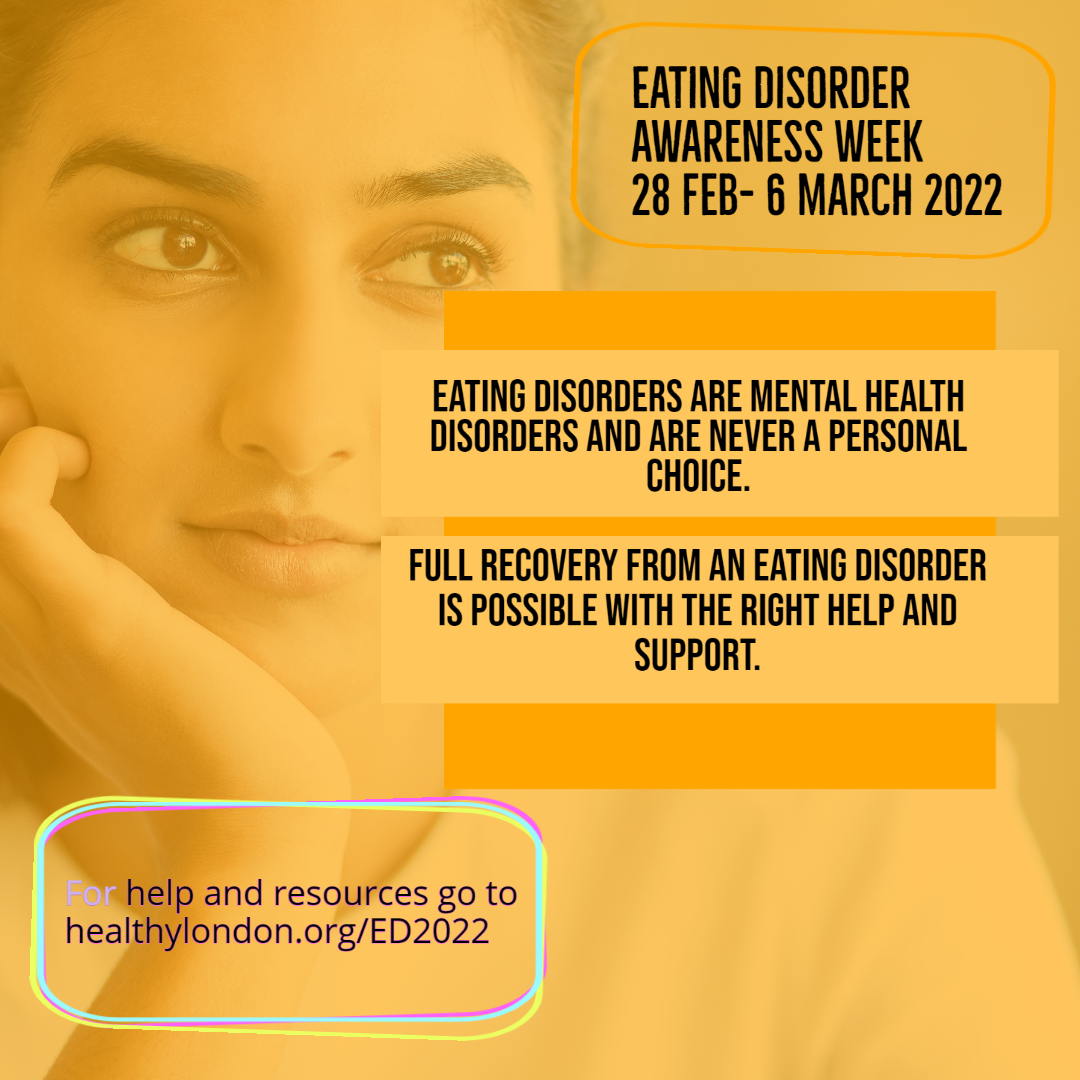 EATING DISORDER
AWARENESS WEEK
28 FEB- 6 MARCH 2022
EATING DISORDERS ARE MENTAL HEALTH
DISORDERS AND ARE NEVER A PERSONAL
CHOICE.
FULL RECOVERY FROM AN EATING DISORDER
IS POSSIBLE WITH THE RIGHT HELP AND
SUPPORT.
For help and resources go to
healthylondon.org/ED2022